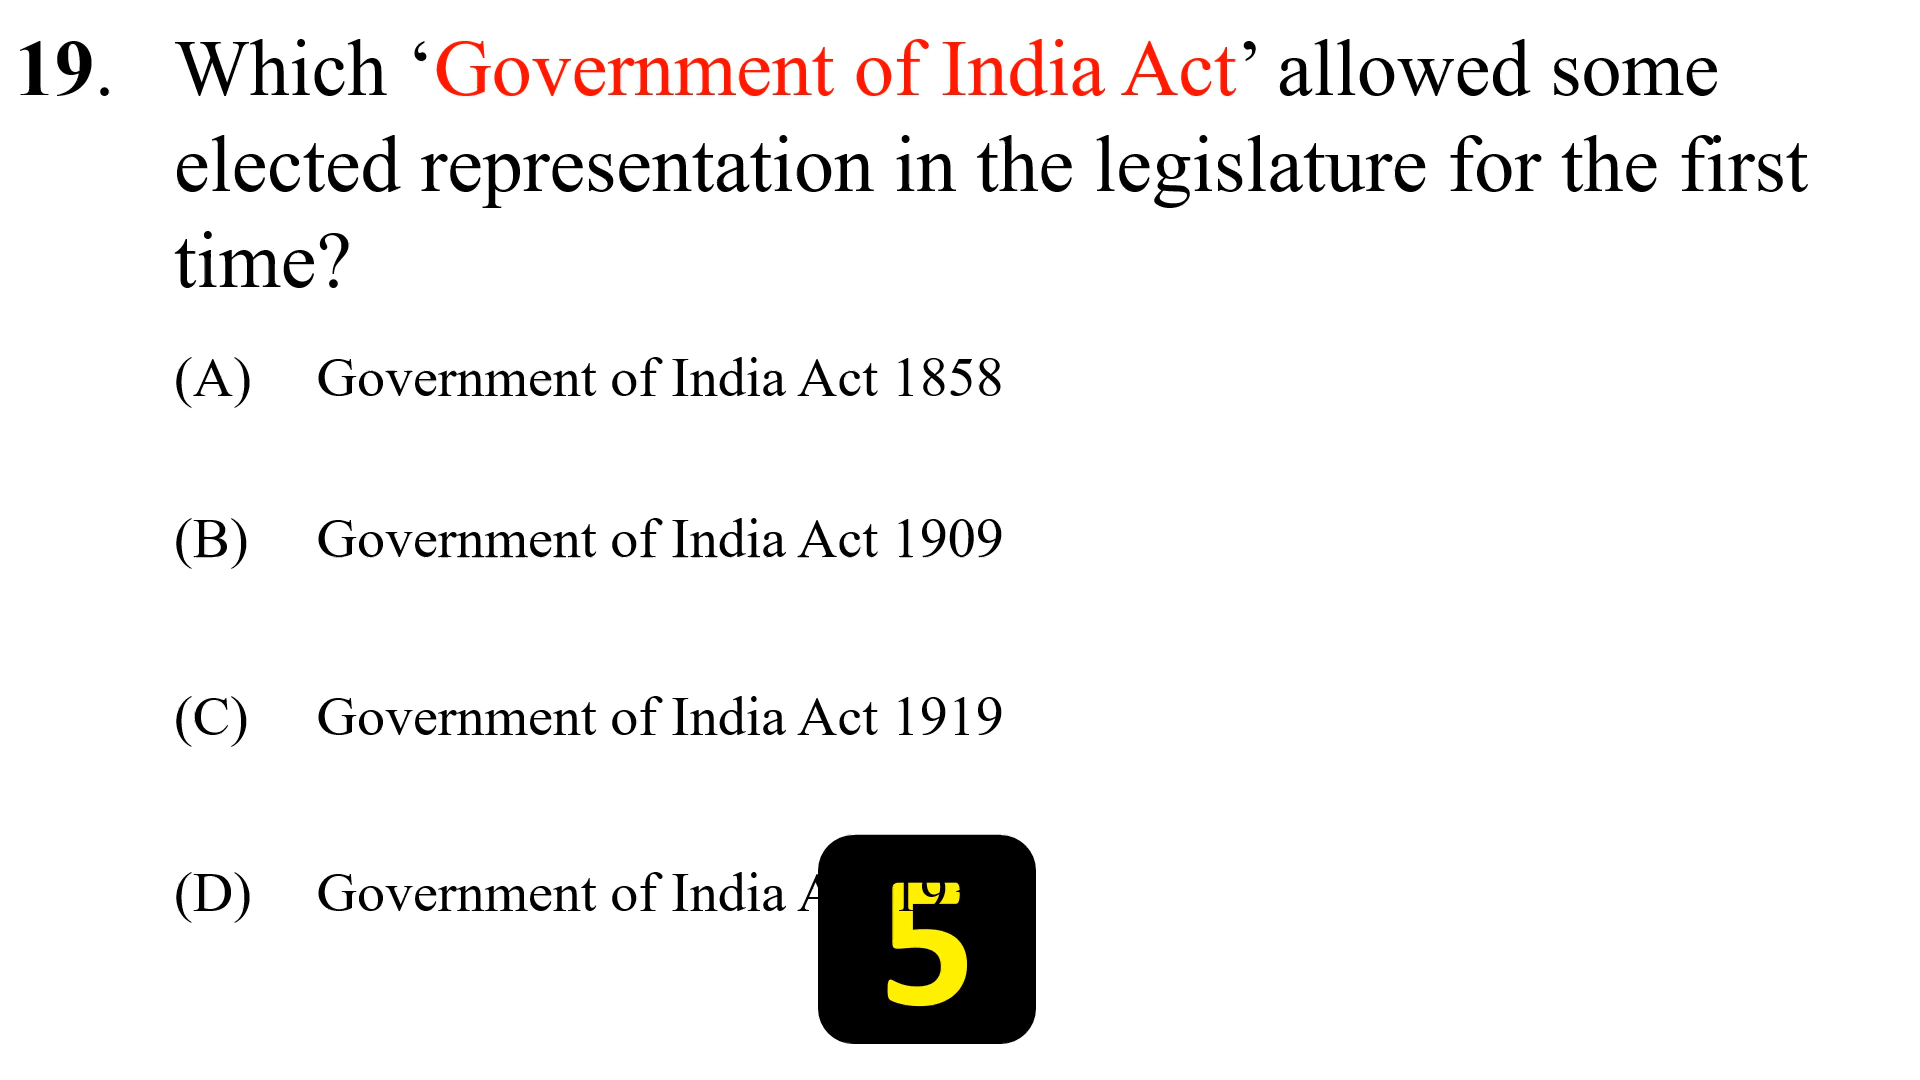 19. Which ‘Government of India Act’ allowed some
elected representation in the legislature for the first
time?
(A) Government of India Act 1858
(B) Government of India Act 1909
(C) Government of India Act 1919
(D) Government of India
5